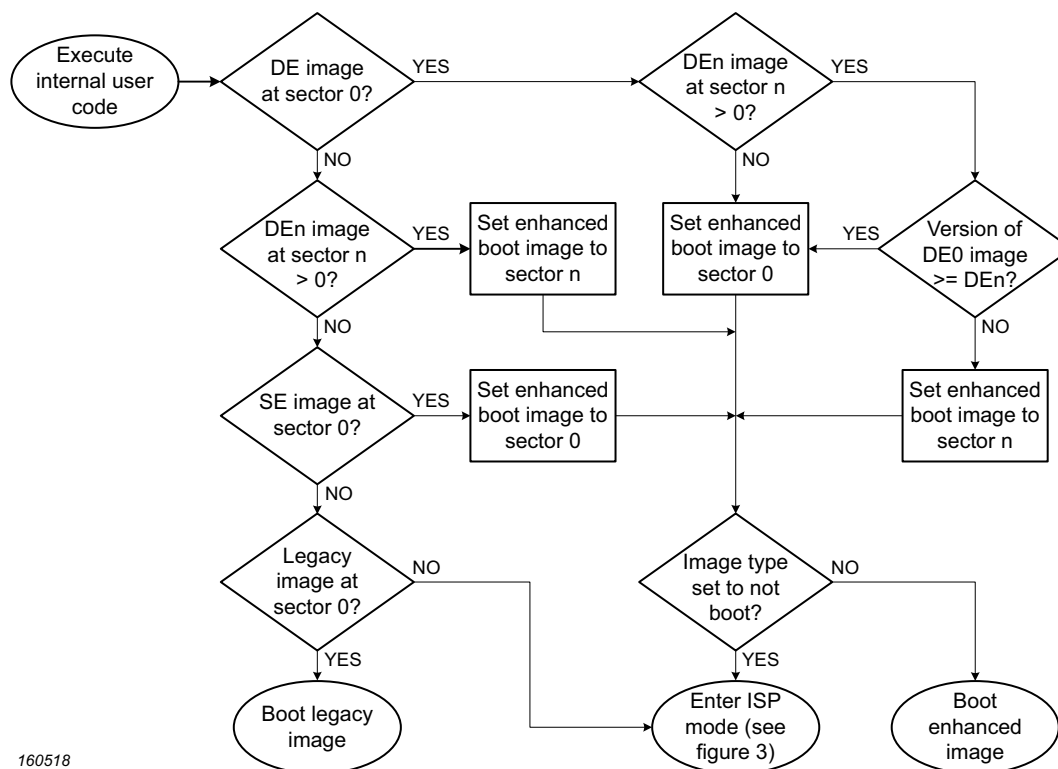 Execute
internal user
code
DE image
at sector 0?
YES
DEn image
at sector n
> 0?
YES
NO
NO
DEn image
at sector n
> 0?
YES
Set enhanced
boot image to
sector n
Set enhanced
boot image to
sector 0
YES
Version of
DE0 image
>= DEn?
NO
NO
SE image at
sector 0?
YES
Set enhanced
boot image to
sector 0
Set enhanced
boot image to
sector n
NO
Legacy
image at
sector 0?
NO
Image type
set to not
boot?
NO
YES
YES
Boot legacy
image
Enter ISP
mode (see
figure 3)
Boot
enhanced
image
160518